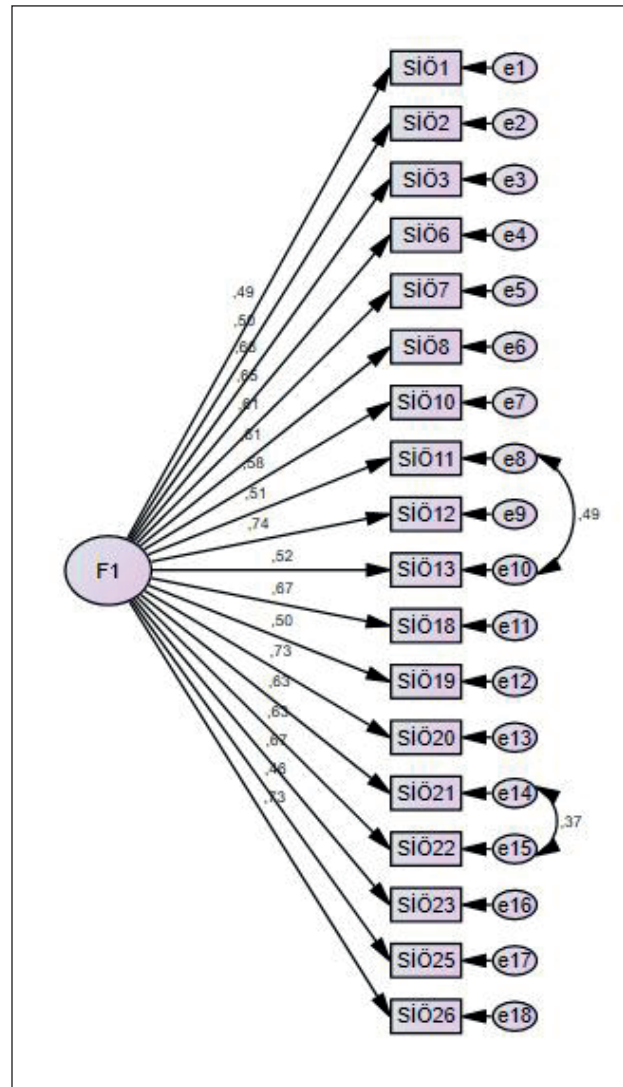 SİÖ1 e1
SİÖ2 e2
SİÖ3 e3
SİÖ6 e4
,49
SİÖ7 e5
,50
SİÖ8 e6
,66
,65
SİÖ10 e7
,61
,61
SİÖ11 e8
,58
,51
SİÖ12 e9
,49
,74
F1
,52
SİÖ13 e10
,67
SİÖ18 e11
,50
,73
SİÖ19 e12
,63
SİÖ20 e13
,63
,67
SİÖ21 e14
,46
,73
,37
SİÖ22 e15
SİÖ23 e16
SİÖ25 e17
SİÖ26 e18